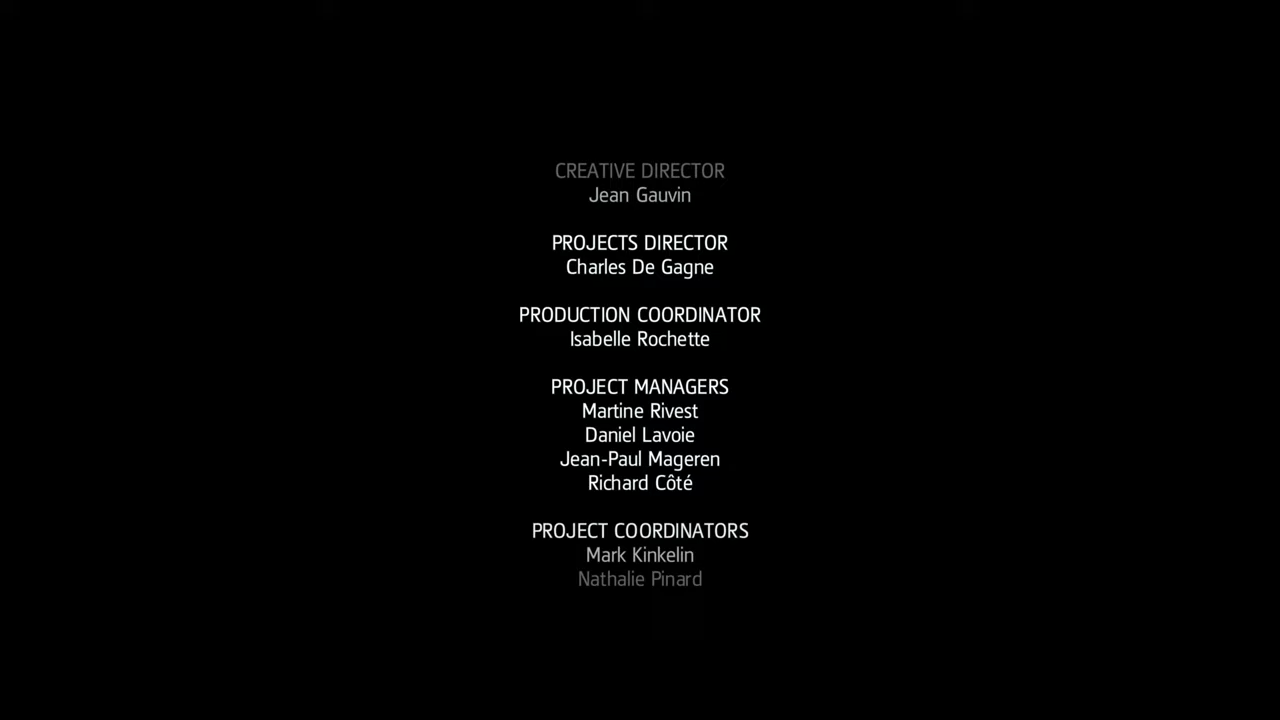 CREATIVE DIRECTOR
Jean Gauvin
PROJECTS DIRECTOR
Charles De Gagne
PRODUCTION COORDINATOR
Isabelle Rochette
PROJECT MANAGERS
Martine Rivest
Daniel Lavoie
Jean-Paul Mageren
Richard Côté
PROJECT COORDINATORS
Mark Kinkelin
Nathalie Pinard